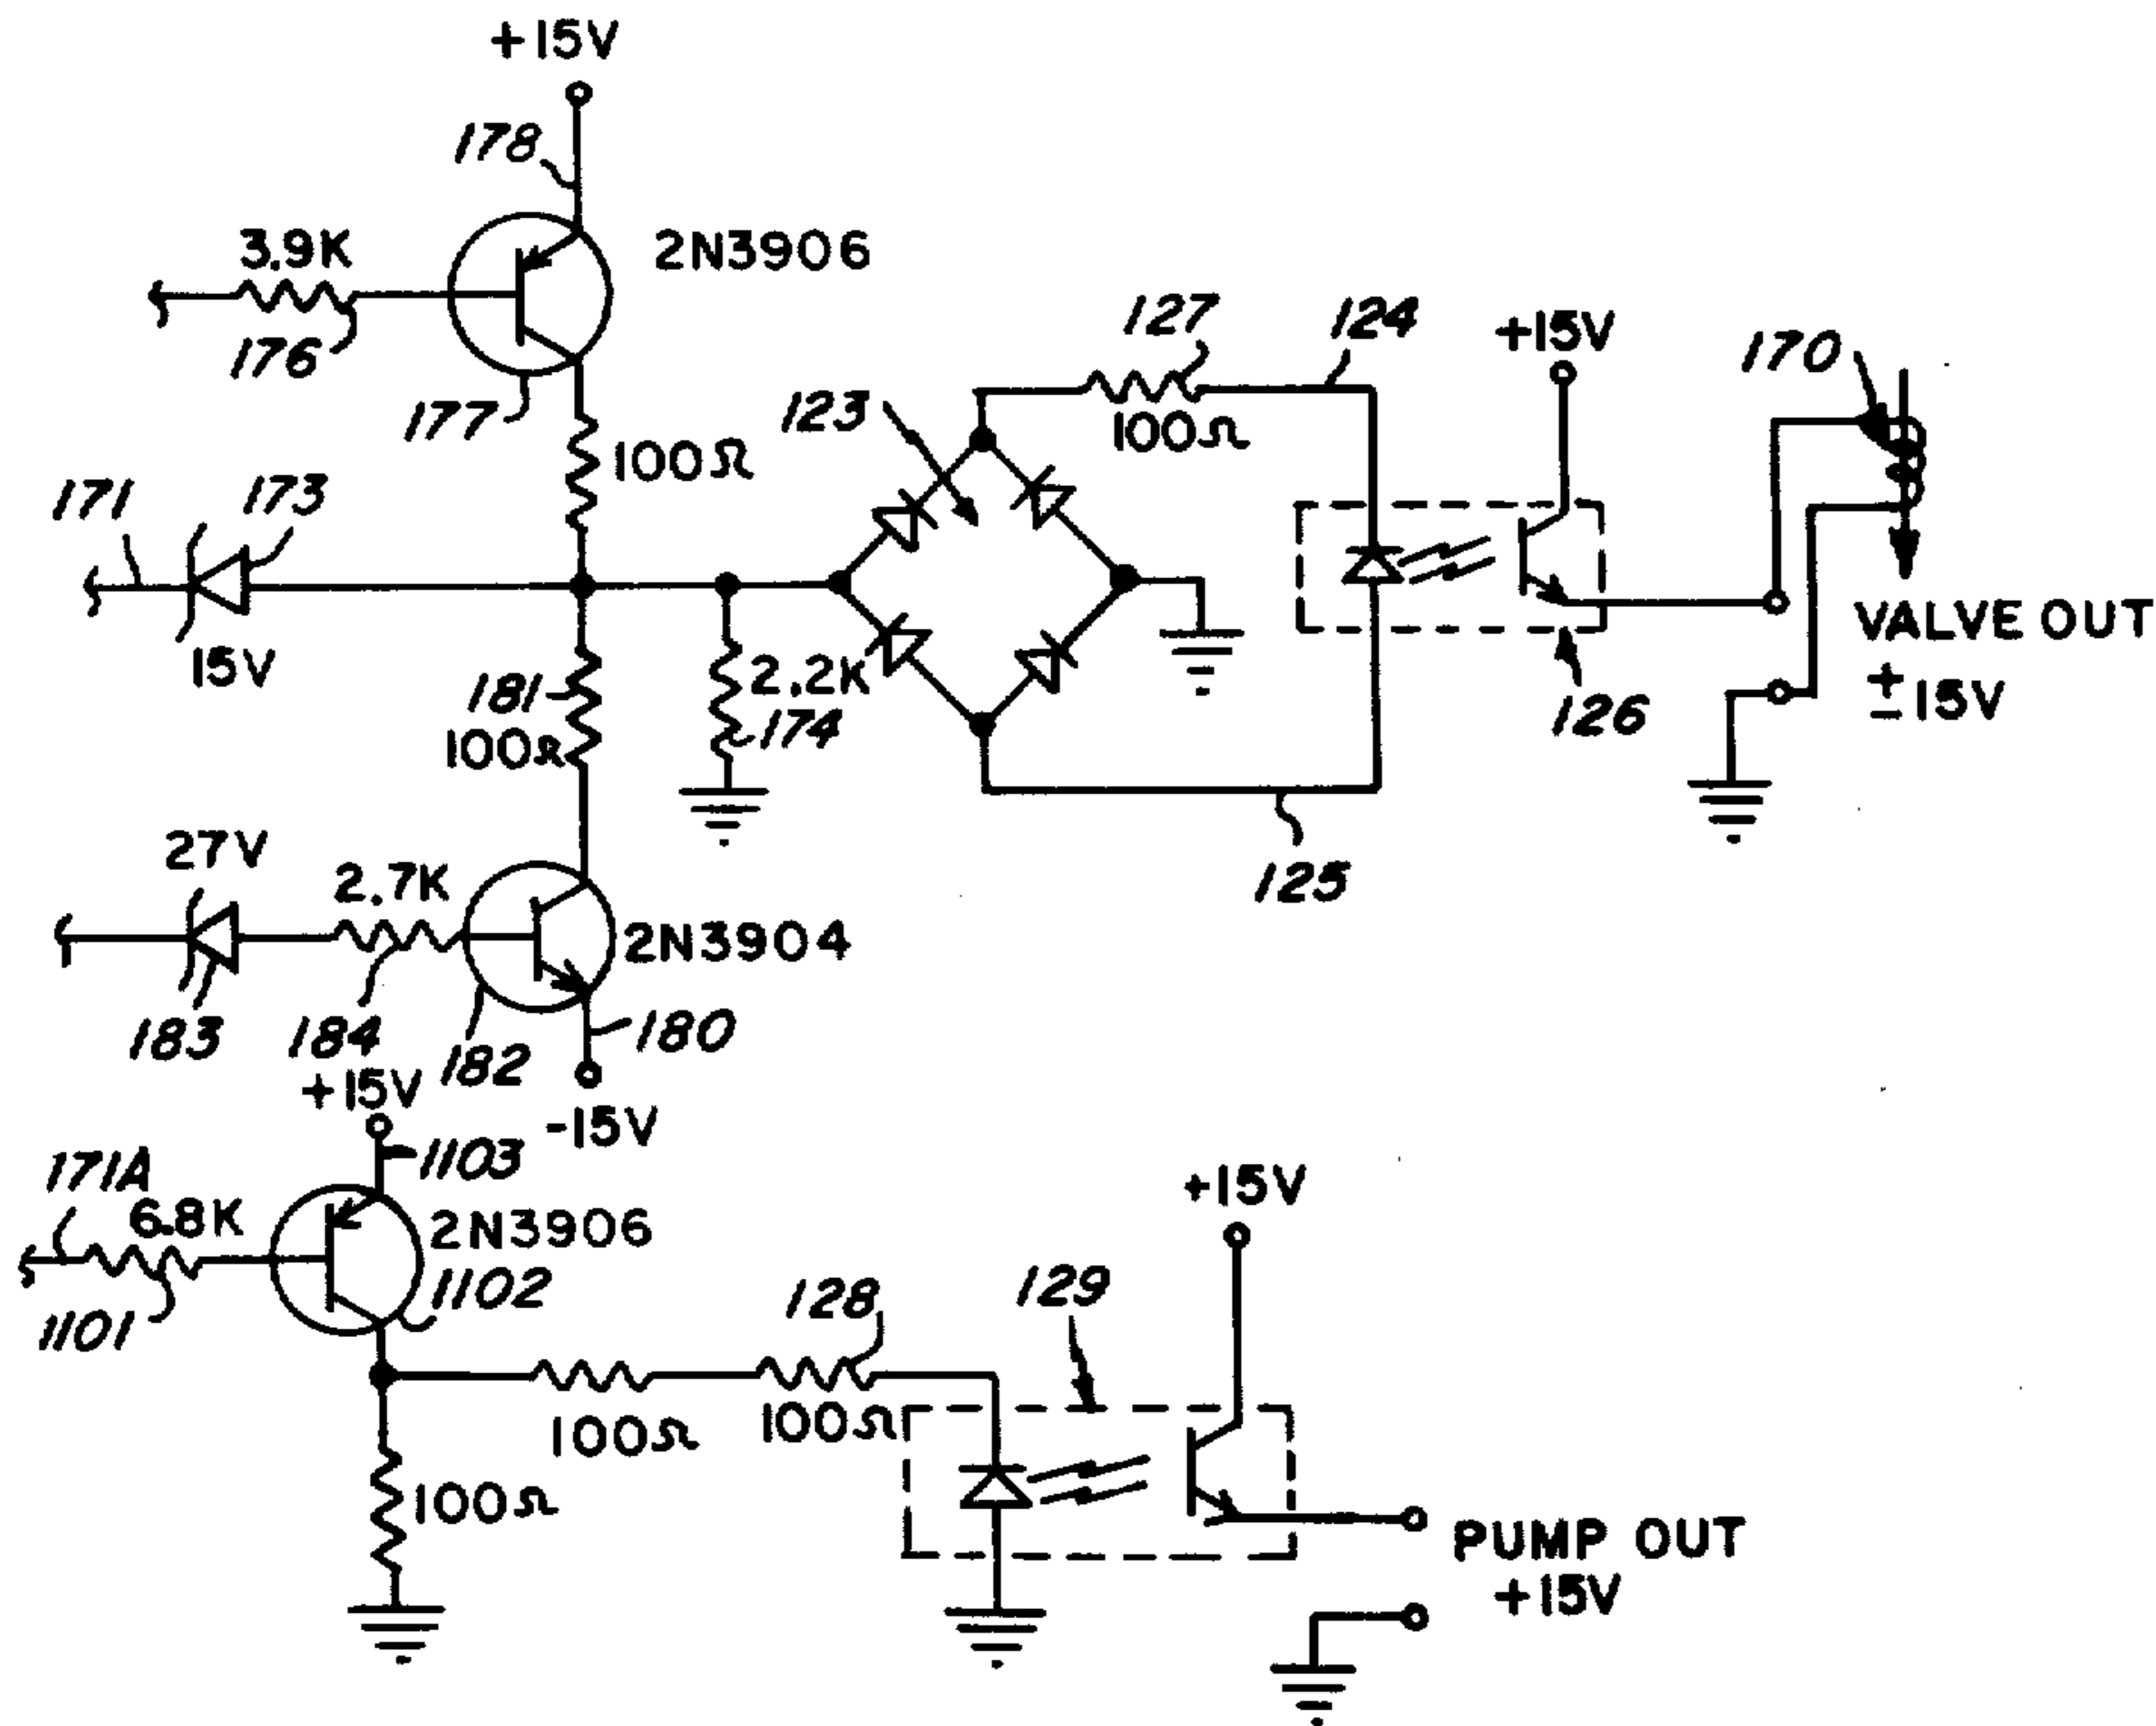 +15V
178
3.9K
2N3906
176
177
127
124
+15V
170
123
100Ω
100Ω
171
173
15V
181
100Ω
2.2K
174
126
VALVE OUT
±15V
125
27V
2.7K
2N3904
183
184
182
180
+15V
-15V
1103
171A
6.8K
2N3906
1102
1101
+15V
128
129
100Ω
100Ω
100Ω
PUMP OUT
+15V